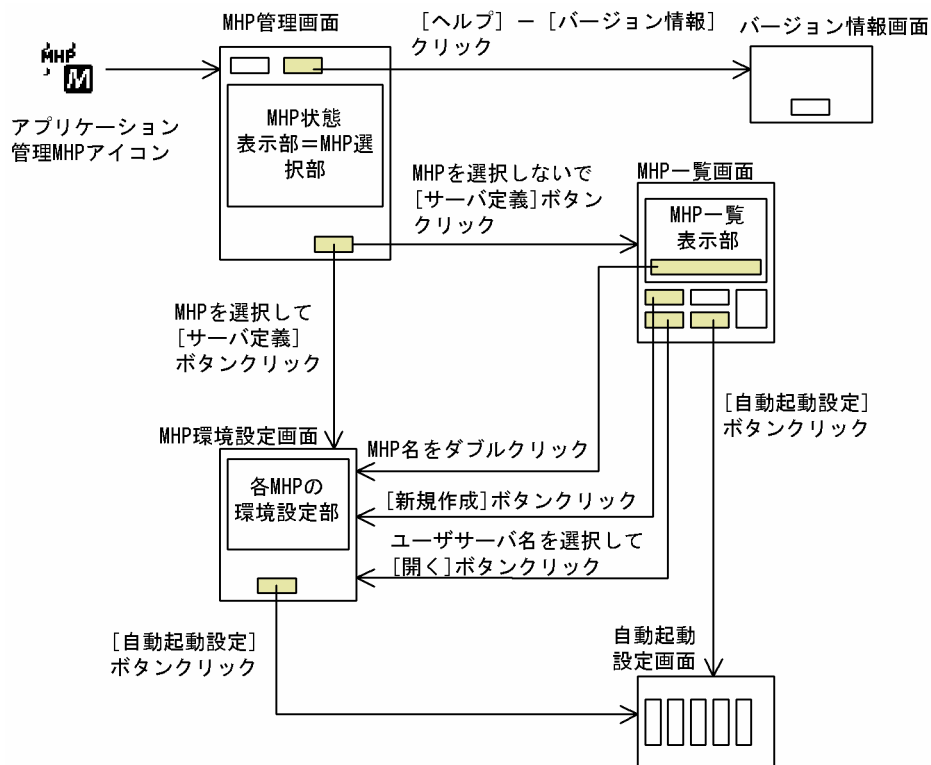 MHP管理画面
［ヘルプ］－［バージョン情報］
クリック
バージョン情報画面
MHP
M
アプリケーション
管理MHPアイコン
MHP状態
表示部＝MHP選
択部
MHPを選択しないで
[サーバ定義]ボタン
クリック
MHP一覧画面
MHP一覧
表示部
MHPを選択して
[サーバ定義]
ボタンクリック
[自動起動設定]
ボタンクリック
MHP環境設定画面
MHP名をダブルクリック
各MHPの
環境設定部
[新規作成]ボタンクリック
ユーザサーバ名を選択して
[開く]ボタンクリック
[自動起動設定]
ボタンクリック
自動起動
設定画面